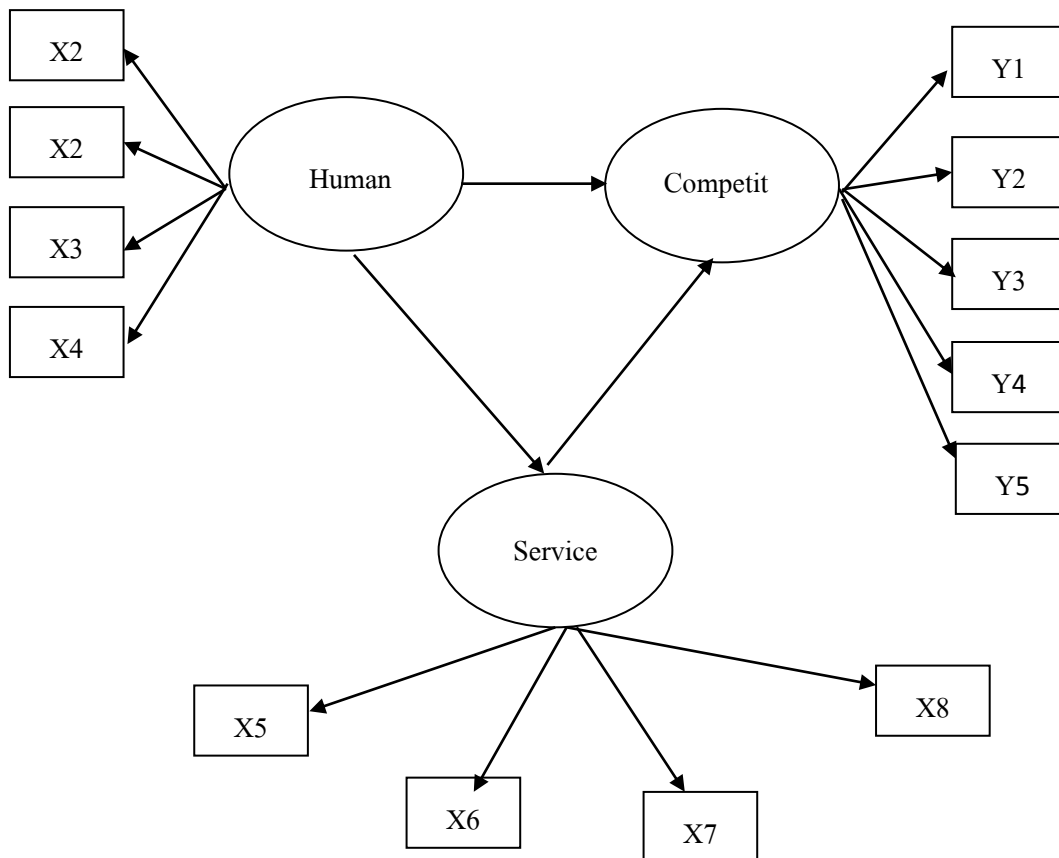 X2
X2
X3
X4
Human
Competit
Y1
Y2
Y3
Y4
Y5
Service
X5
X6
X7
X8